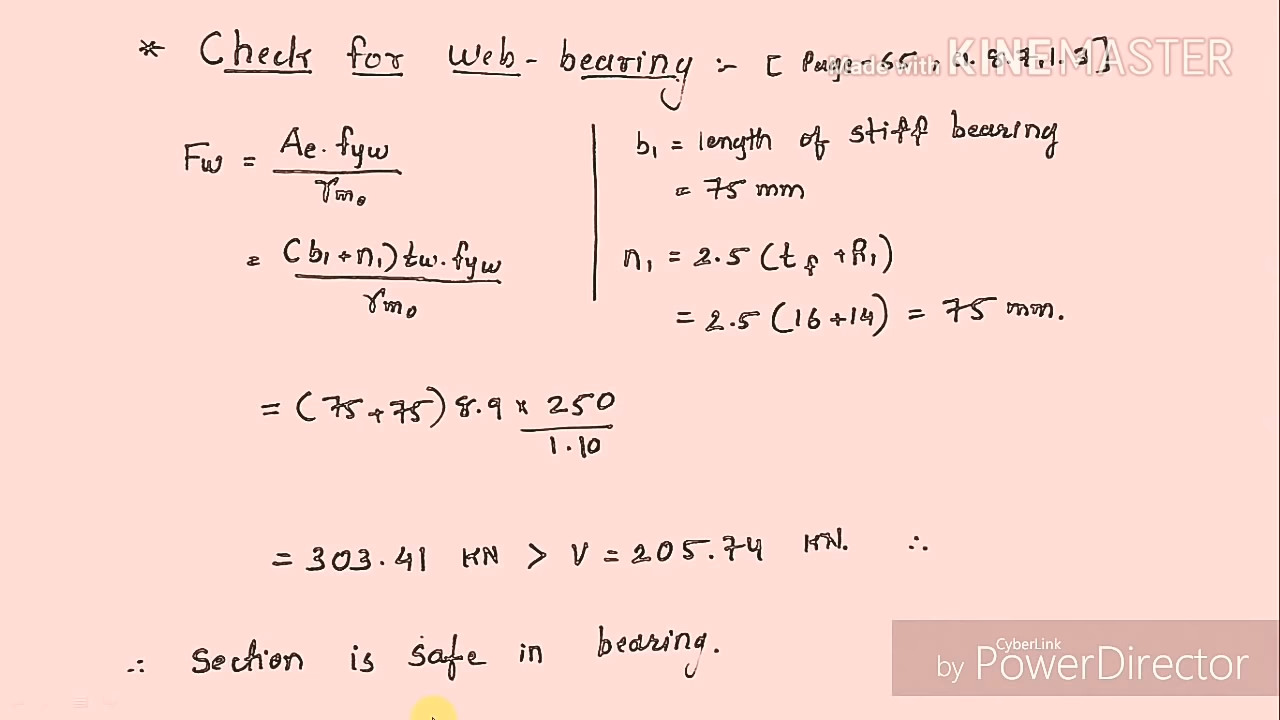 * Check for Web-bearing :- [ Page-65, cl. 8.7.1.3 ]
made with KINEMASTER
Fw = Ae. fyw / γm₀
= (b₁ + n₁) tw. fyw / γm₀
b₁ = length of stiff bearing
= 75 mm
n₁ = 2.5 (tf + R₁)
= 2.5 (16+14) = 75 mm.
= (75+75) 8.9 × 250 / 1.10
= 303.41 KN > V = 205.74 KN. ∴
∴ Section is safe in bearing.
CyberLink
by PowerDirector